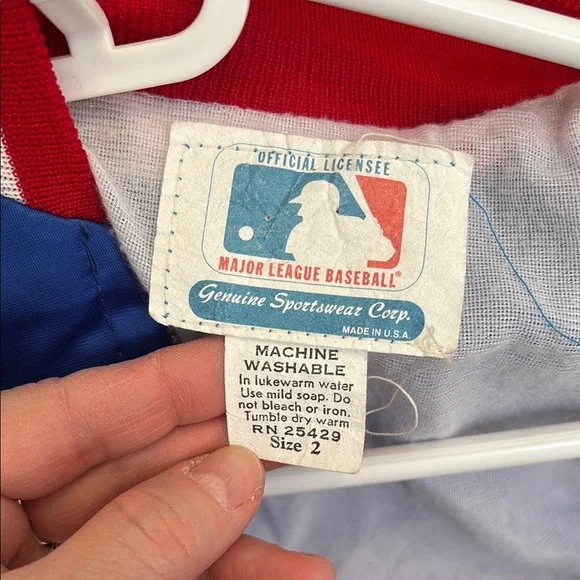 OFFICIAL LICENSEE
MAJOR LEAGUE BASEBALL®
Genuine Sportswear Corp.
MADE IN U.S.A.
MACHINE
WASHABLE
In lukewarm water
Use mild soap. Do
not bleach or iron.
Tumble dry warm
RN 25429
Size 2